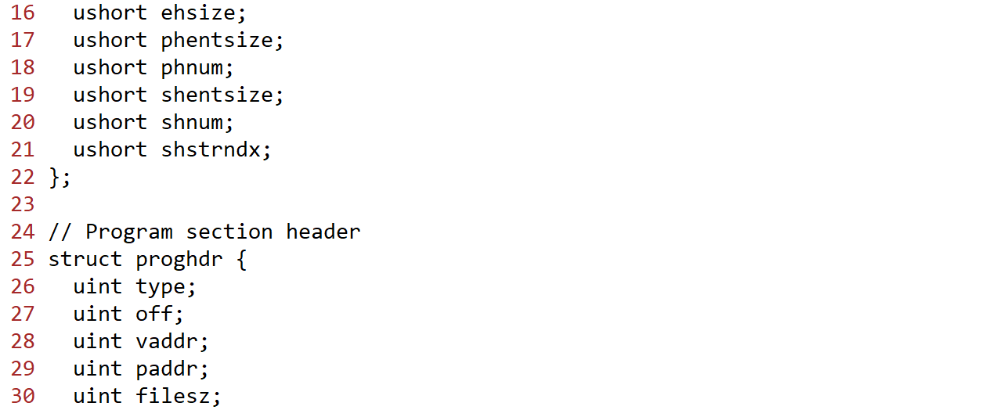 16   ushort ehsize;
17   ushort phentsize;
18   ushort phnum;
19   ushort shentsize;
20   ushort shnum;
21   ushort shstrndx;
22 };
23
24 // Program section header
25 struct proghdr {
26   uint type;
27   uint off;
28   uint vaddr;
29   uint paddr;
30   uint filesz;